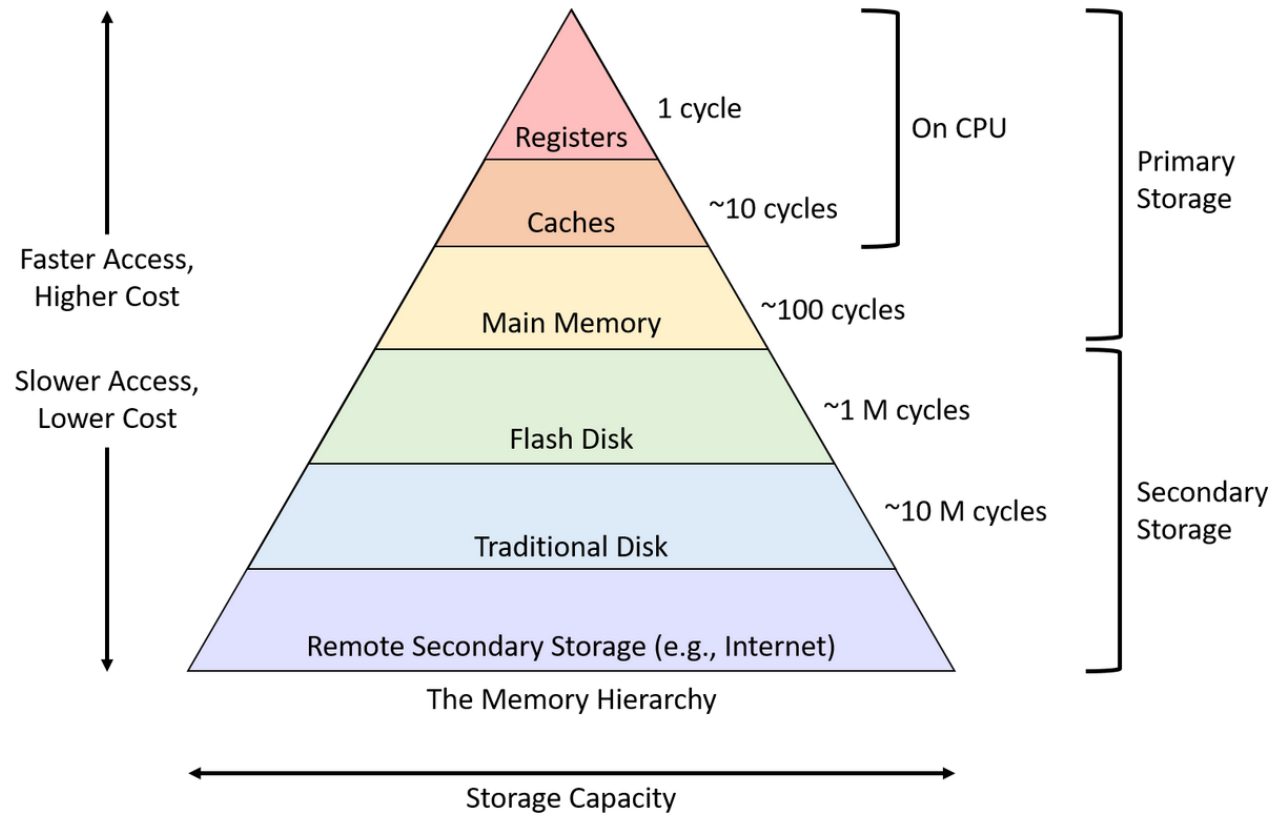 1 cycle
On CPU
Registers
Primary
Storage
~10 cycles
Caches
Faster Access,
Higher Cost
~100 cycles
Main Memory
Slower Access,
Lower Cost
~1 M cycles
Flash Disk
Secondary
Storage
~10 M cycles
Traditional Disk
Remote Secondary Storage (e.g., Internet)
The Memory Hierarchy
Storage Capacity